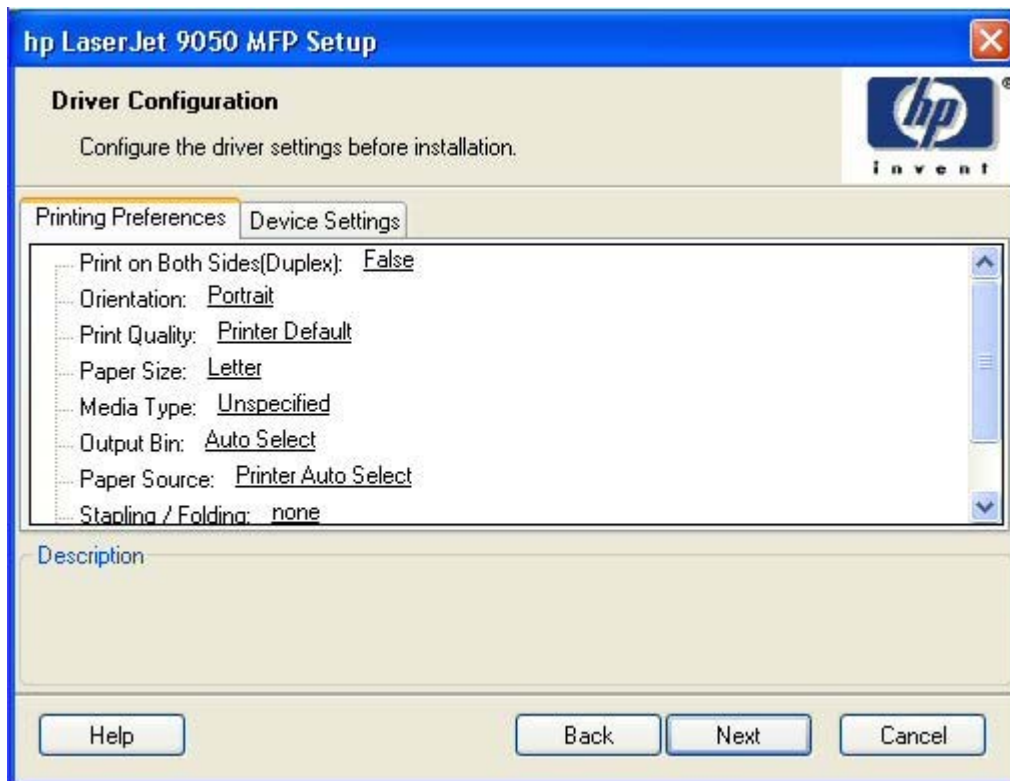 hp LaserJet 9050 MFP Setup
Driver Configuration
Configure the driver settings before installation.
hp
®
invent
Printing Preferences
Device Settings
Print on Both Sides(Duplex): False
Orientation: Portrait
Print Quality: Printer Default
Paper Size: Letter
Media Type: Unspecified
Output Bin: Auto Select
Paper Source: Printer Auto Select
Stapling / Folding: none
Description
Help
Back
Next
Cancel